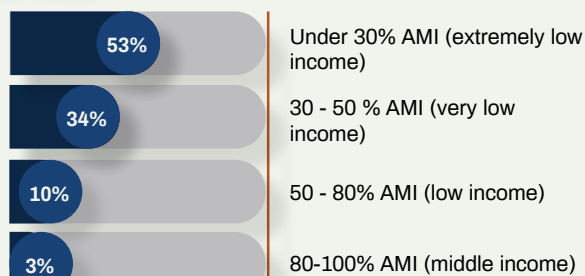 53%
Under 30% AMI (extremely low
income)
34%
30 - 50 % AMI (very low
income)
10%
50 - 80% AMI (low income)
3%
80-100% AMI (middle income)